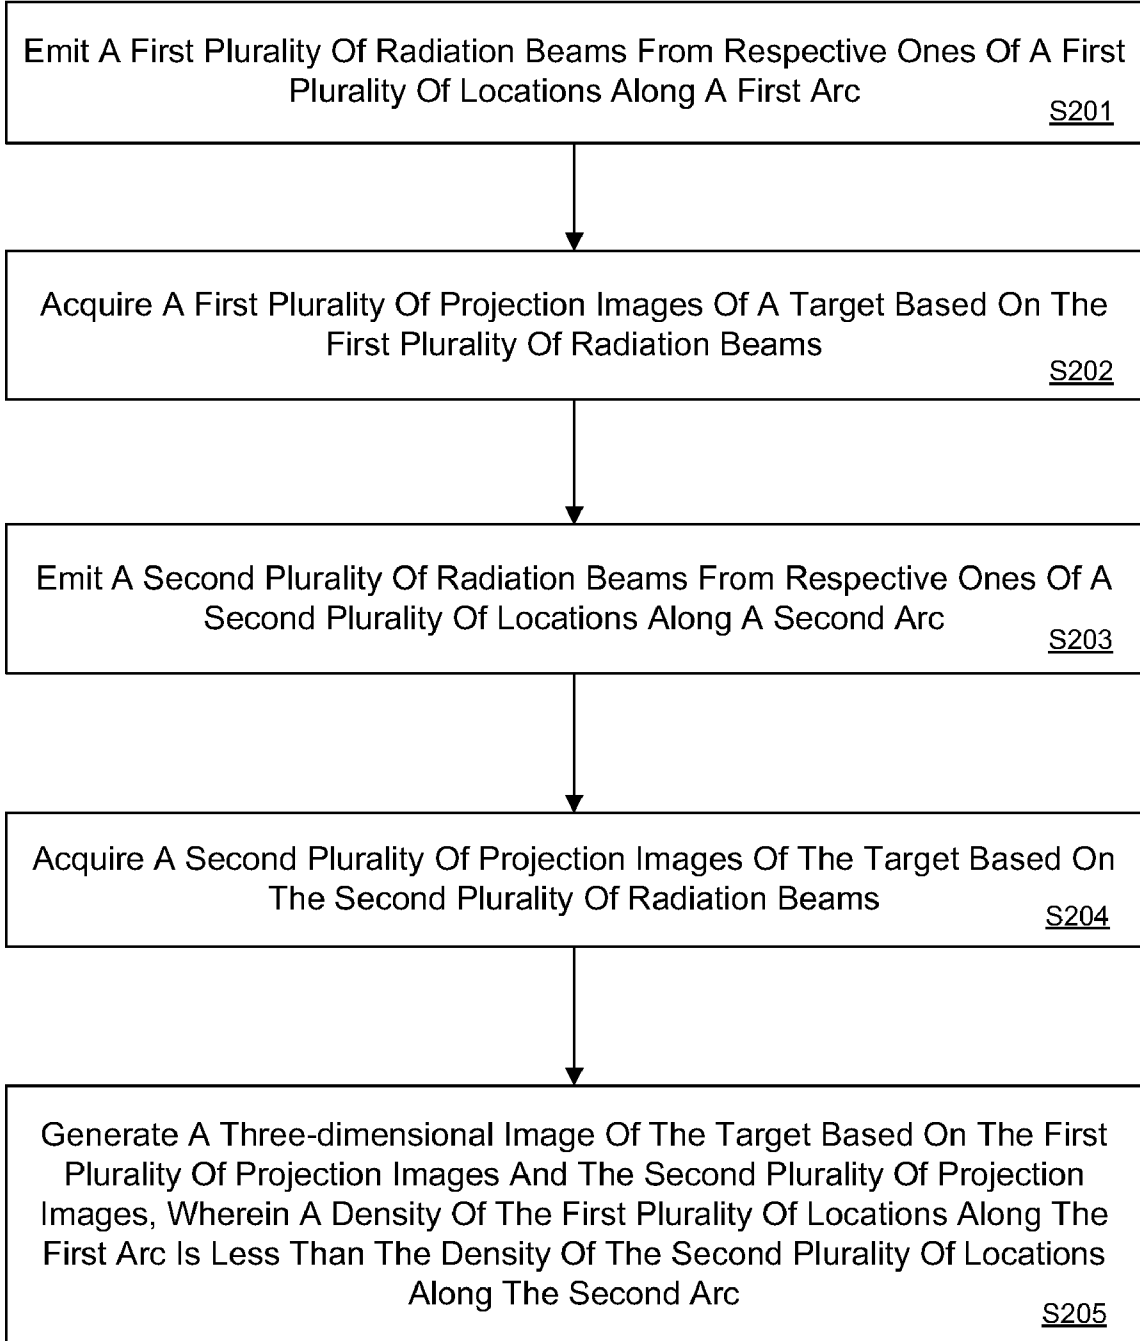 Emit A First Plurality Of Radiation Beams From Respective Ones Of A First
Plurality Of Locations Along A First Arc
S201
Acquire A First Plurality Of Projection Images Of A Target Based On The
First Plurality Of Radiation Beams
S202
Emit A Second Plurality Of Radiation Beams From Respective Ones Of A
Second Plurality Of Locations Along A Second Arc
S203
Acquire A Second Plurality Of Projection Images Of The Target Based On
The Second Plurality Of Radiation Beams
S204
Generate A Three-dimensional Image Of The Target Based On The First
Plurality Of Projection Images And The Second Plurality Of Projection
Images, Wherein A Density Of The First Plurality Of Locations Along The
First Arc Is Less Than The Density Of The Second Plurality Of Locations
Along The Second Arc
S205